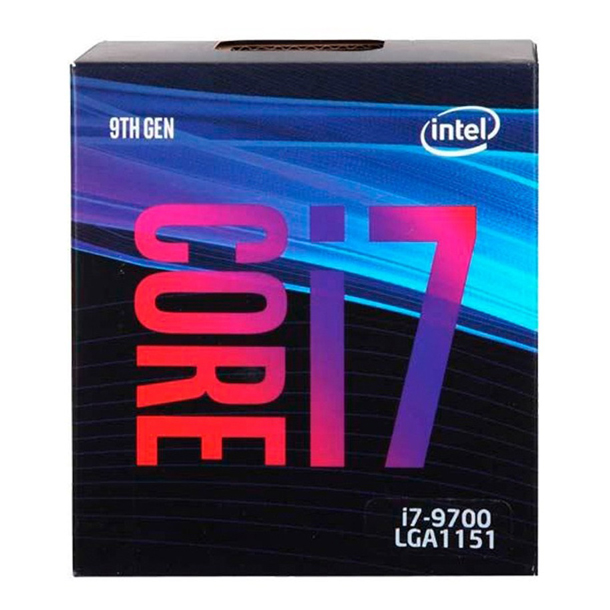 9TH GEN
intel
CORE i7
i7-9700
LGA1151